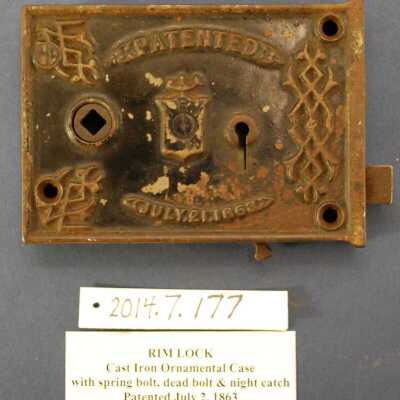 PATENTED
JULY.21.1863
2014.7.177
RIM LOCK
Cast Iron Ornamental Case
with spring bolt, dead bolt & night catch
Patented July 2, 1863